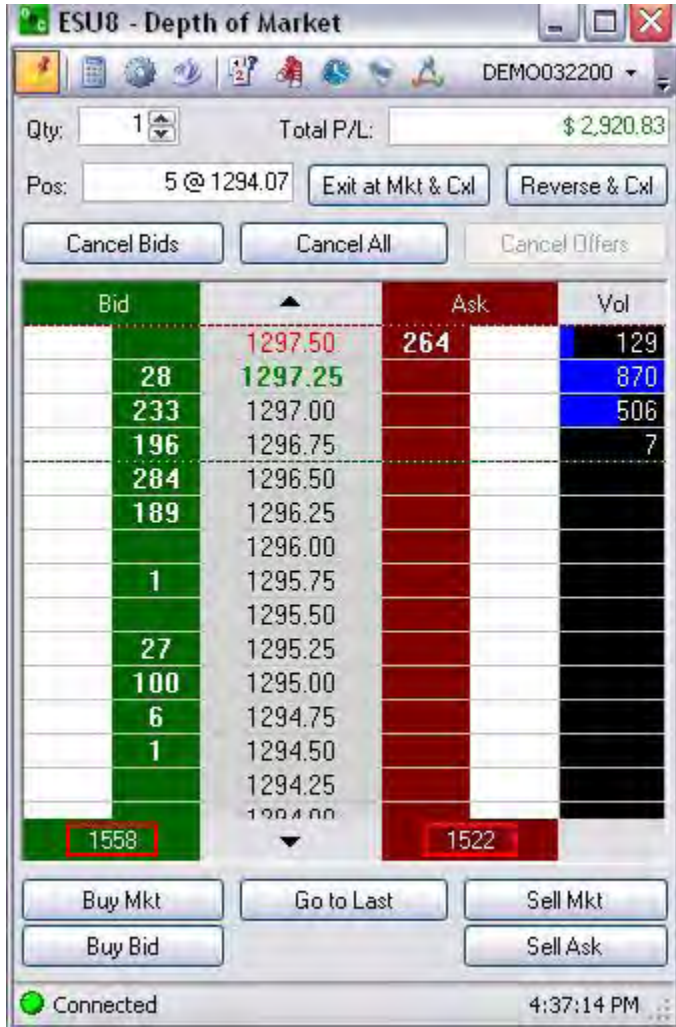 ESU8 - Depth of Market
DEMO032200
Qty: 1 Total P/L: $ 2,920.83
Pos: 5 @ 1294.07 Exit at Mkt & Cxl Reverse & Cxl
Cancel Bids Cancel All Cancel Offers
Bid Ask Vol
1297.50 264 129
28 1297.25 870
233 1297.00 506
196 1296.75 7
284 1296.50
189 1296.25
1296.00
1 1295.75
1295.50
27 1295.25
100 1295.00
6 1294.75
1 1294.50
1294.25
1294.00
1558 1522
Buy Mkt Go to Last Sell Mkt
Buy Bid Sell Ask
Connected 4:37:14 PM